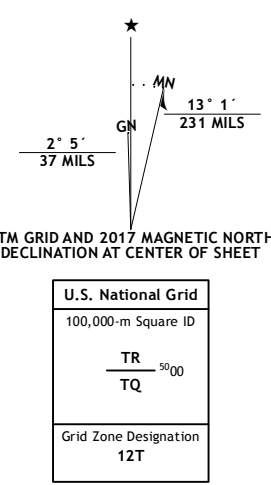 ★
MN
GN
13° 1´
231 MILS
2° 5´
37 MILS
TM GRID AND 2017 MAGNETIC NORTH
DECLINATION AT CENTER OF SHEET
U.S. National Grid
100,000-m Square ID
TR
5000
TQ
Grid Zone Designation
12T